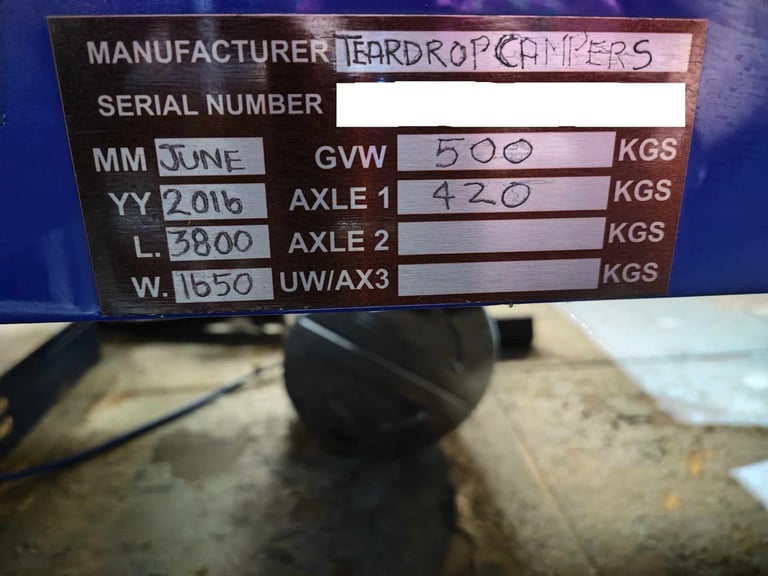 MANUFACTURER TEARDROP CAMPERS
SERIAL NUMBER
MM JUNE GVW 500 KGS
YY 2016 AXLE 1 420 KGS
L. 3800 AXLE 2 KGS
W. 1650 UW/AX3 KGS